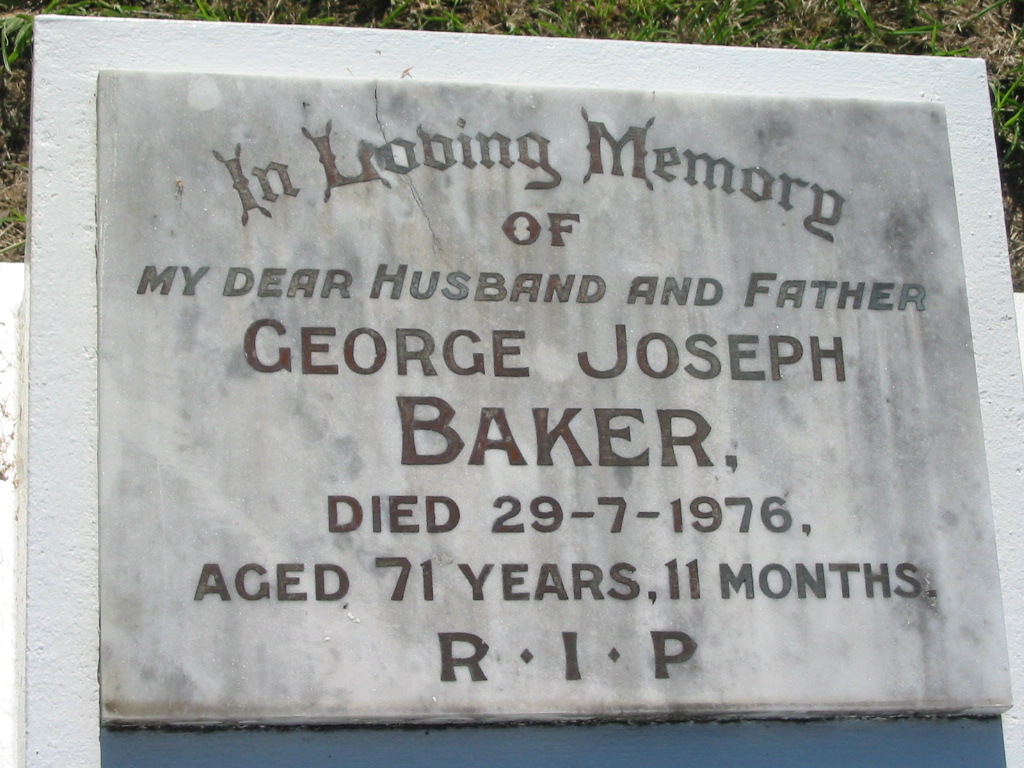 In Loving Memory
OF
MY DEAR HUSBAND AND FATHER
GEORGE JOSEPH
BAKER,
DIED 29-7-1976,
AGED 71 YEARS, 11 MONTHS.
R · I · P